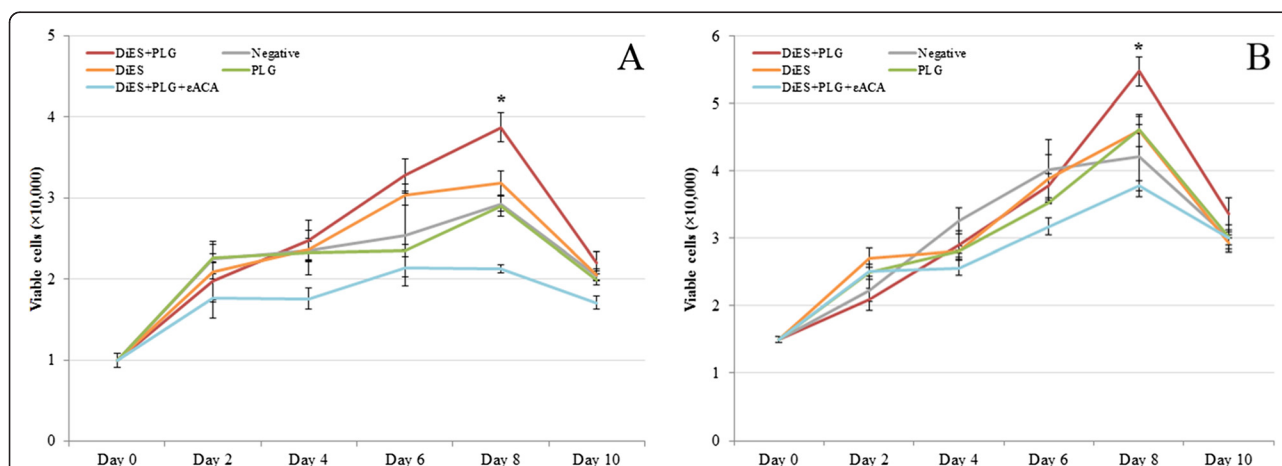 5
4
3
2
1
0
Viable cells (×10,000)
DiES+PLG
Negative
DiES
PLG
DiES+PLG+εACA
A
*
Day 0
Day 2
Day 4
Day 6
Day 8
Day 10
6
5
4
3
2
1
0
Viable cells (×10,000)
DiES+PLG
Negative
DiES
PLG
DiES+PLG+εACA
B
*
Day 0
Day 2
Day 4
Day 6
Day 8
Day 10